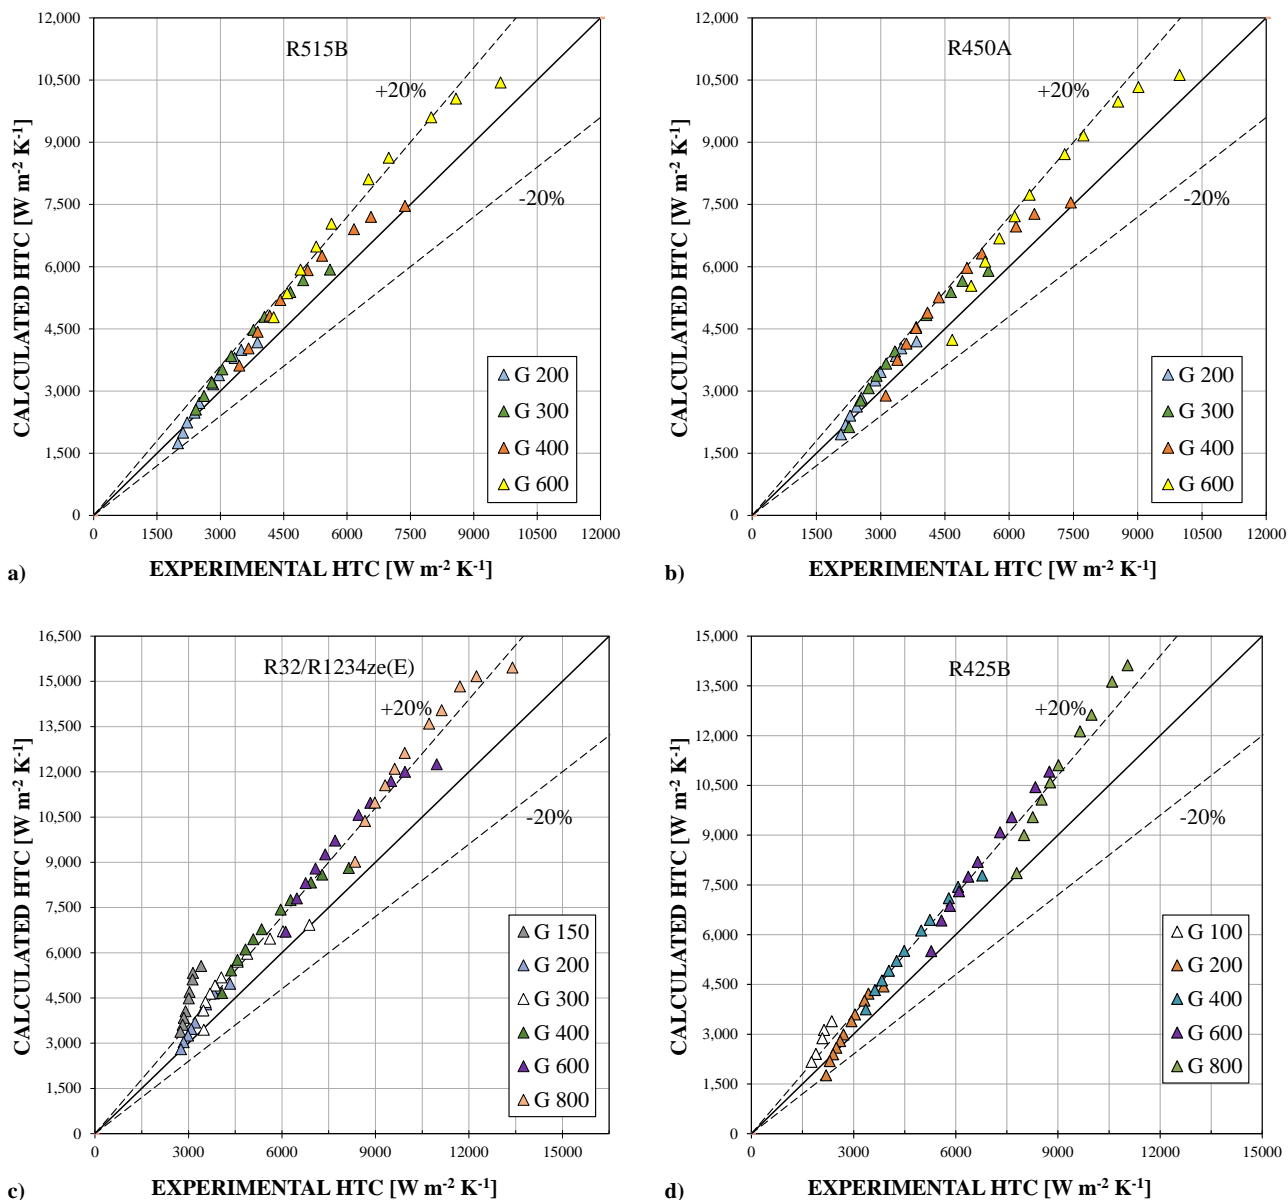 12,000
10,500
9,000
7,500
6,000
4,500
3,000
1,500
0
CALCULATED HTC [W m-2 K-1]
R515B
+20%
-20%
G 200
G 300
G 400
G 600
0 1500 3000 4500 6000 7500 9000 10500 12000
a) EXPERIMENTAL HTC [W m-2 K-1]
12,000
10,500
9,000
7,500
6,000
4,500
3,000
1,500
0
CALCULATED HTC [W m-2 K-1]
R450A
+20%
-20%
G 200
G 300
G 400
G 600
0 1500 3000 4500 6000 7500 9000 10500 12000
b) EXPERIMENTAL HTC [W m-2 K-1]
16,500
15,000
13,500
12,000
10,500
9,000
7,500
6,000
4,500
3,000
1,500
0
CALCULATED HTC [W m-2 K-1]
R32/R1234ze(E)
+20%
-20%
G 150
G 200
G 300
G 400
G 600
G 800
0 3000 6000 9000 12000 15000
c) EXPERIMENTAL HTC [W m-2 K-1]
15,000
13,500
12,000
10,500
9,000
7,500
6,000
4,500
3,000
1,500
0
CALCULATED HTC [W m-2 K-1]
R425B
+20%
-20%
G 100
G 200
G 400
G 600
G 800
0 3000 6000 9000 12000 15000
d) EXPERIMENTAL HTC [W m-2 K-1]